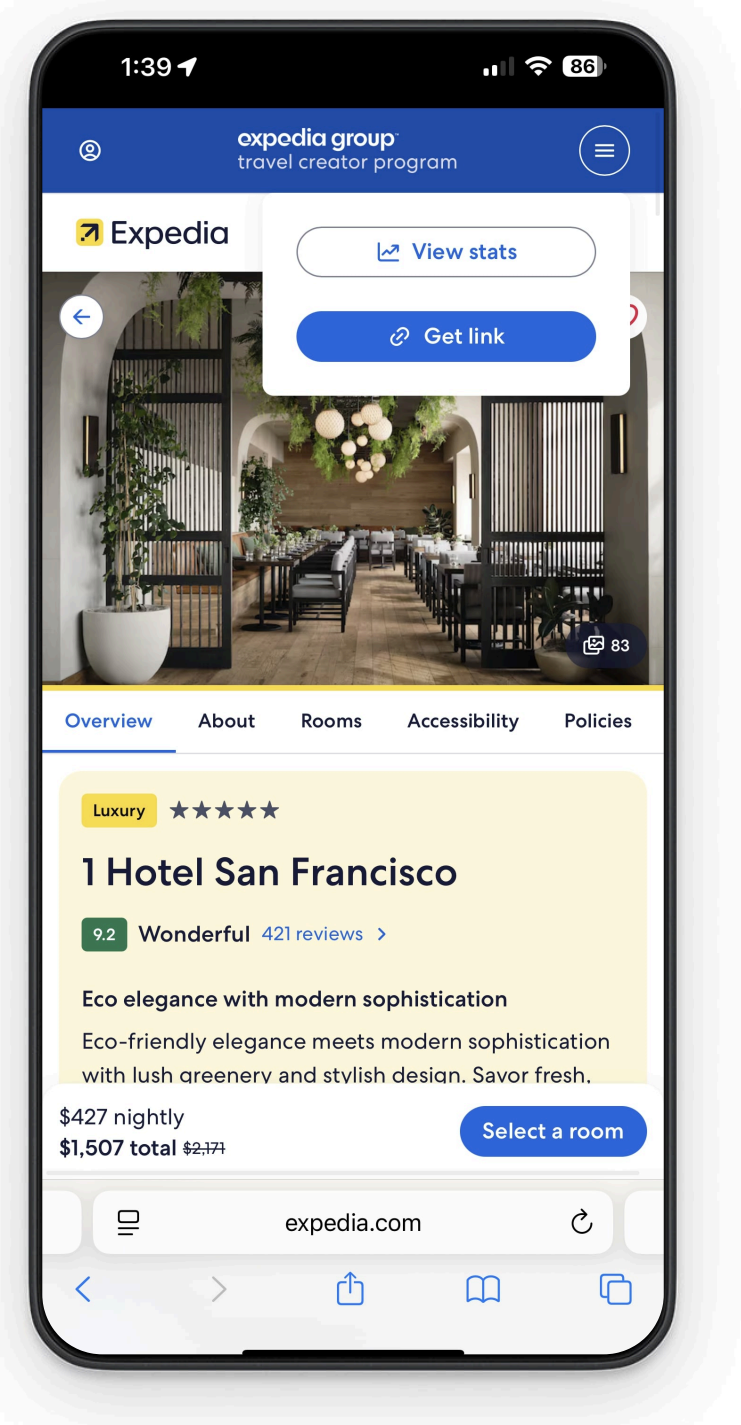 1:39
86
expedia group™
travel creator program
Expedia
View stats
Get link
83
Overview About Rooms Accessibility Policies
Luxury
1 Hotel San Francisco
9.2 Wonderful 421 reviews
Eco elegance with modern sophistication
Eco-friendly elegance meets modern sophistication
with lush greenery and stylish design. Savor fresh,
$427 nightly
$1,507 total $2,171
Select a room
expedia.com